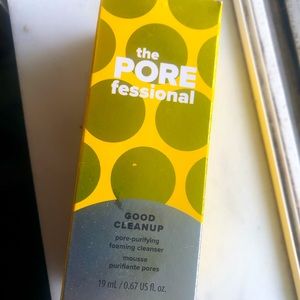 the
PORE
fessional
GOOD
CLEANUP
pore-purifying
foaming cleanser
mousse
purifiante pores
19 mL / 0.67 US fl. oz.